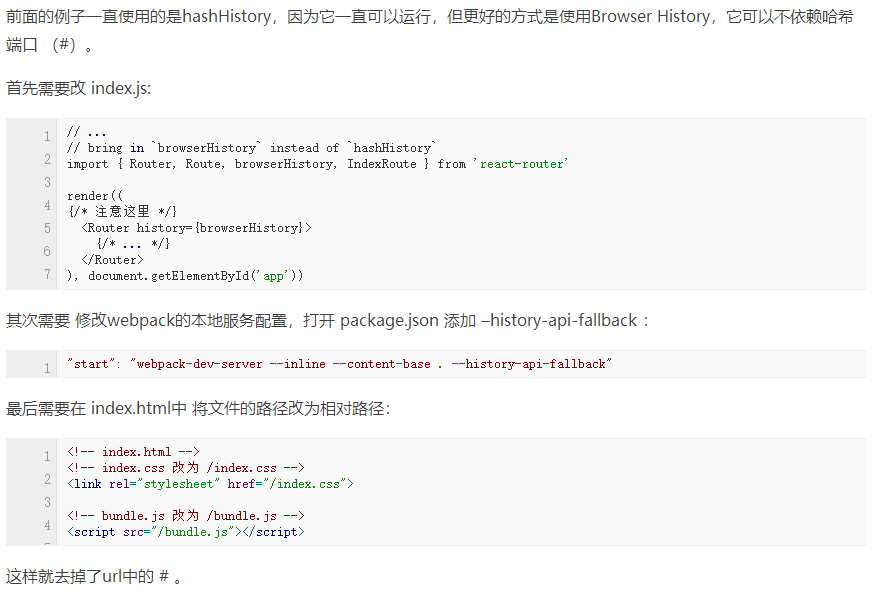 前面的例子一直使用的是hashHistory，因为它一直可以运行，但更好的方式是使用Browser History，它可以不依赖哈希
端口 （#）。
首先需要改 index.js:
1
2
3
4
5
6
7
// ...
// bring in `browserHistory` instead of `hashHistory`
import { Router, Route, browserHistory, IndexRoute } from 'react-router'
render((
{/* 注意这里 */}
<Router history={browserHistory}>
{/* ... */}
</Router>
), document.getElementById('app'))
其次需要 修改webpack的本地服务配置，打开 package.json 添加 –history-api-fallback ：
1
"start": "webpack-dev-server --inline --content-base . --history-api-fallback"
最后需要在 index.html中 将文件的路径改为相对路径：
1
2
3
4
<!-- index.html -->
<!-- index.css 改为 /index.css -->
<link rel="stylesheet" href="/index.css">
<!-- bundle.js 改为 /bundle.js -->
<script src="/bundle.js"></script>
这样就去掉了url中的 # 。